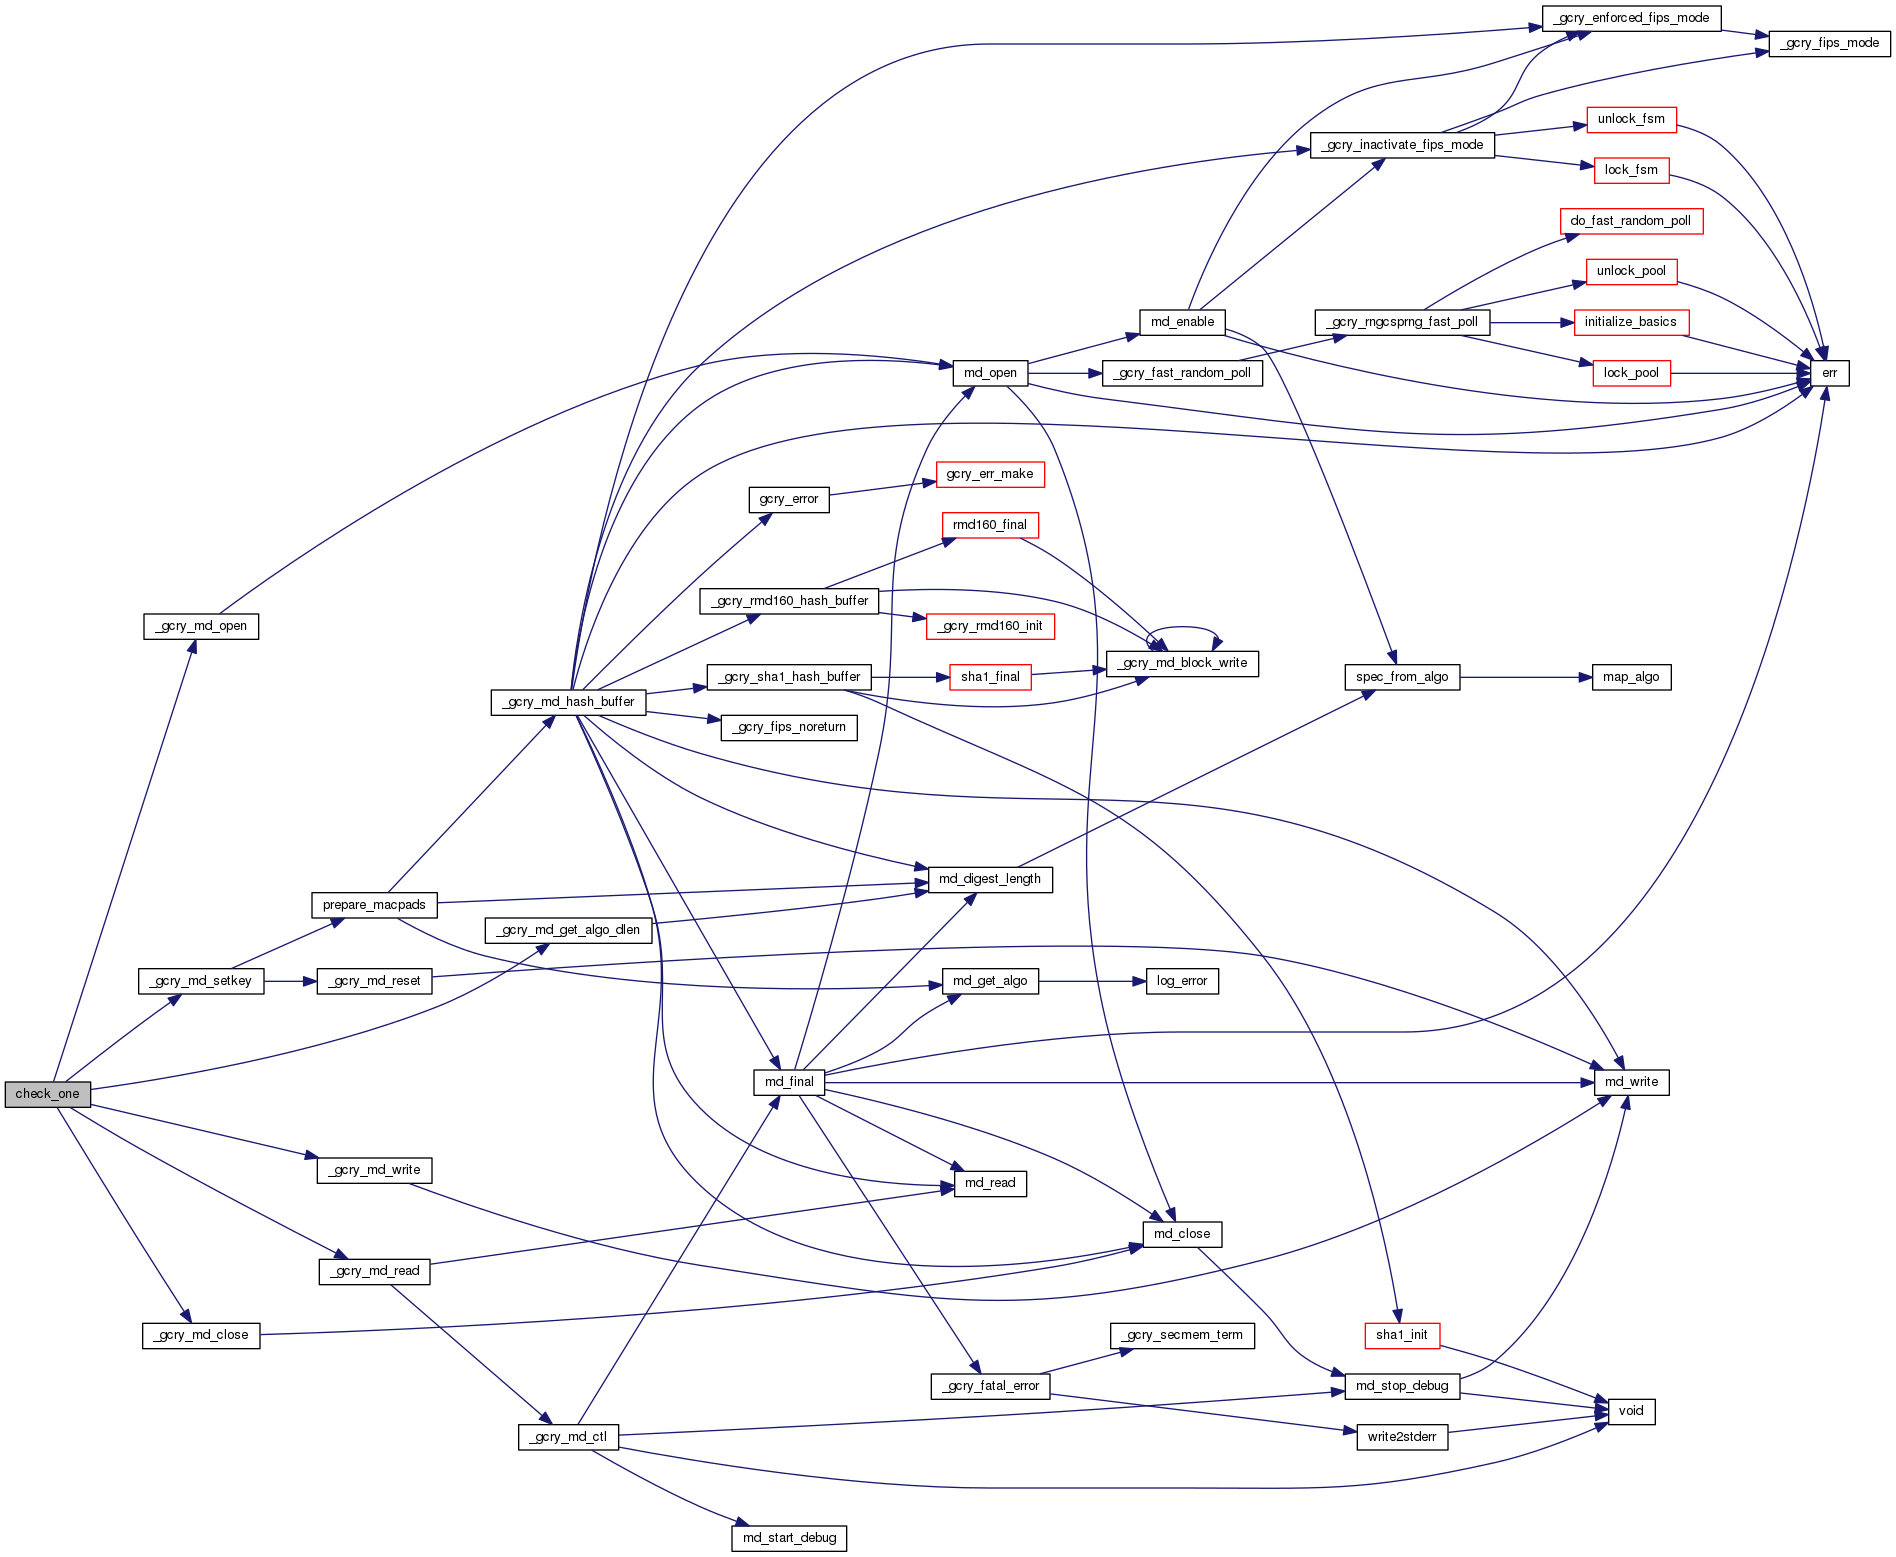 _gcry_enforced_fips_mode
_gcry_fips_mode
unlock_fsm
_gcry_inactivate_fips_mode
lock_fsm
do_fast_random_poll
unlock_pool
md_enable
_gcry_rngcsprng_fast_poll
initialize_basics
md_open
_gcry_fast_random_poll
lock_pool
err
gcry_err_make
gcry_error
rmd160_final
_gcry_rmd160_hash_buffer
_gcry_md_open
_gcry_rmd160_init
_gcry_md_block_write
_gcry_sha1_hash_buffer
sha1_final
spec_from_algo
map_algo
_gcry_md_hash_buffer
_gcry_fips_noreturn
md_digest_length
prepare_macpads
_gcry_md_get_algo_dlen
_gcry_md_setkey
_gcry_md_reset
md_get_algo
log_error
check_one
md_final
md_write
_gcry_md_write
md_read
md_close
_gcry_md_read
_gcry_md_close
_gcry_secmem_term
sha1_init
_gcry_fatal_error
md_stop_debug
void
_gcry_md_ctl
write2stderr
md_start_debug